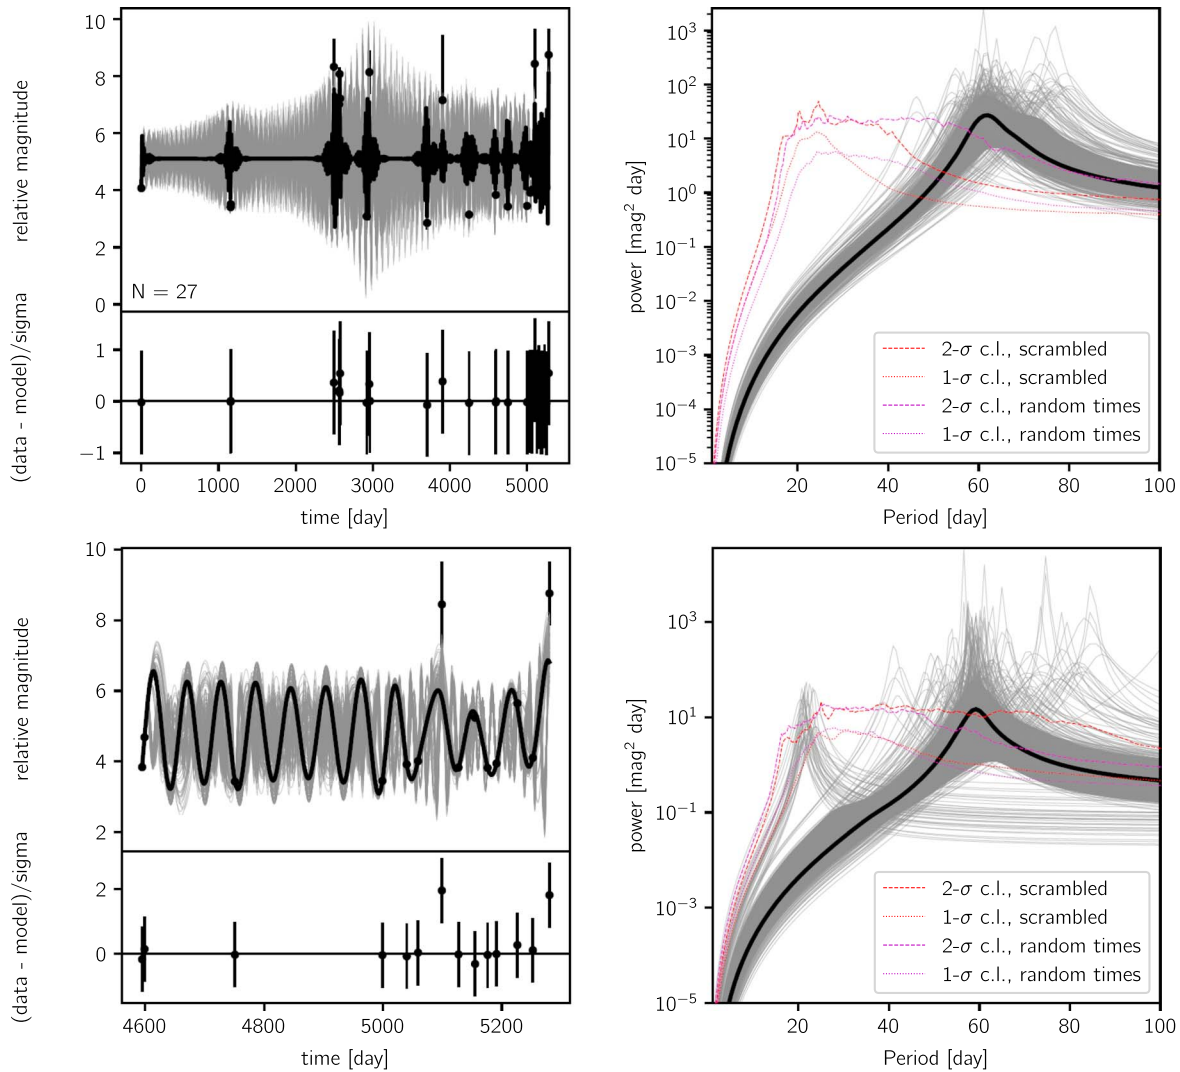 relative magnitude
10
8
6
4
2
0
N = 27
(data - model)/sigma
1
0
−1
0 1000 2000 3000 4000 5000
time [day]
power [mag² day]
10³
10²
10¹
10⁰
10⁻¹
10⁻²
10⁻³
10⁻⁴
10⁻⁵
2-σ c.l., scrambled
1-σ c.l., scrambled
2-σ c.l., random times
1-σ c.l., random times
20 40 60 80 100
Period [day]
relative magnitude
10
8
6
4
2
(data - model)/sigma
2
0
4600 4800 5000 5200
time [day]
power [mag² day]
10³
10¹
10⁻¹
10⁻³
10⁻⁵
2-σ c.l., scrambled
1-σ c.l., scrambled
2-σ c.l., random times
1-σ c.l., random times
20 40 60 80 100
Period [day]